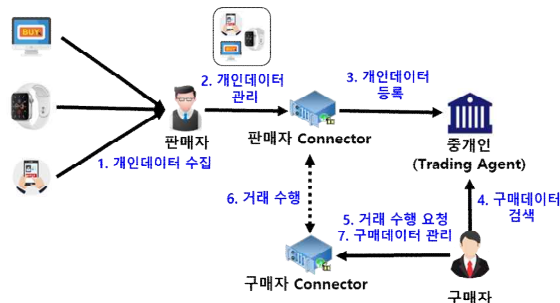 BUY
2. 개인데이터
관리
3. 개인데이터
등록
판매자
1. 개인데이터 수집
판매자 Connector
중개인
(Trading Agent)
6. 거래 수행
5. 거래 수행 요청
7. 구매데이터 관리
4. 구매데이터
검색
구매자 Connector
구매자